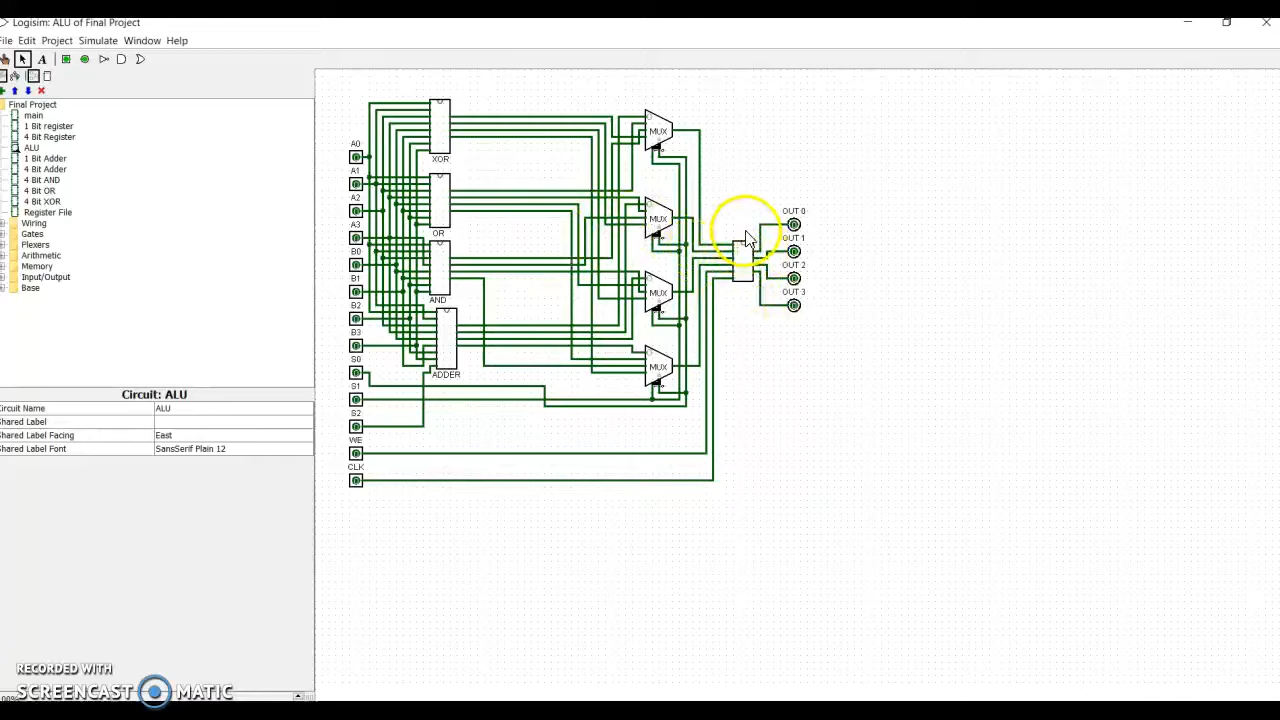 Logisim: ALU of Final Project
File Edit Project Simulate Window Help
A
Final Project
main
1 Bit register
4 Bit Register
ALU
1 Bit Adder
4 Bit Adder
4 Bit AND
4 Bit OR
4 Bit XOR
Register File
Wiring
Gates
Plexers
Arithmetic
Memory
Input/Output
Base
Circuit: ALU
Circuit Name ALU
Shared Label
Shared Label Facing East
Shared Label Font SansSerif Plain 12
A0
A1
A2
A3
B0
B1
B2
B3
S0
S1
S2
WE
CLK
XOR
OR
AND
ADDER
MUX
MUX
MUX
MUX
OUT 0
OUT 1
OUT 2
OUT 3
RECORDED WITH
SCREENCAST MATIC